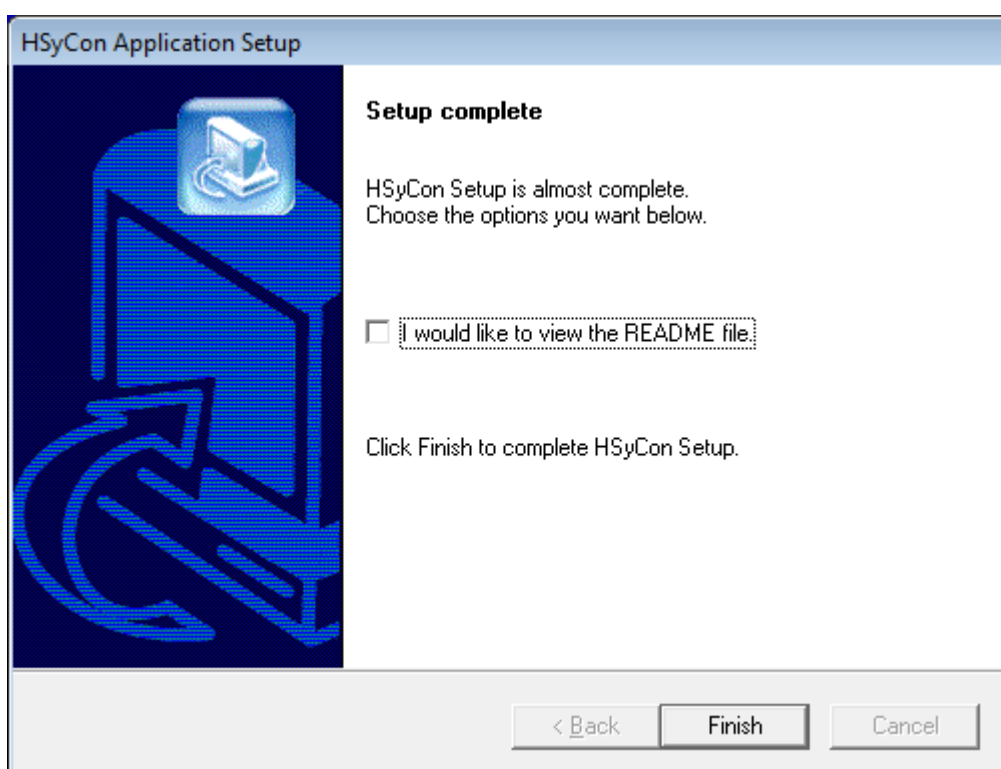 HSyCon Application Setup
Setup complete
HSyCon Setup is almost complete.
Choose the options you want below.
I would like to view the README file.
Click Finish to complete HSyCon Setup.
< Back
Finish
Cancel